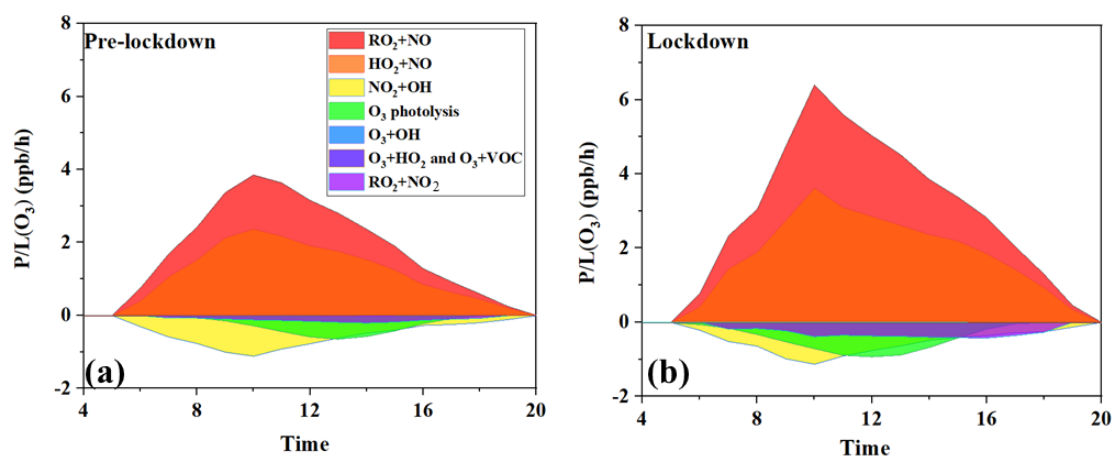 Pre-lockdown
RO₂+NO
HO₂+NO
NO₂+OH
O₃ photolysis
O₃+OH
O₃+HO₂ and O₃+VOC
RO₂+NO₂
P/L(O₃) (ppb/h)
8
6
4
2
0
-2
(a)
4
8
12
16
20
Time
Lockdown
P/L(O₃) (ppb/h)
8
6
4
2
0
-2
(b)
4
8
12
16
20
Time